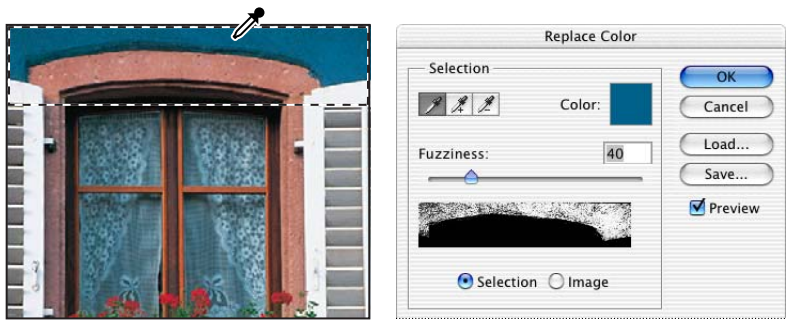 Replace Color
Selection
Color:
Fuzziness:
40
Selection
Image
OK
Cancel
Load...
Save...
Preview